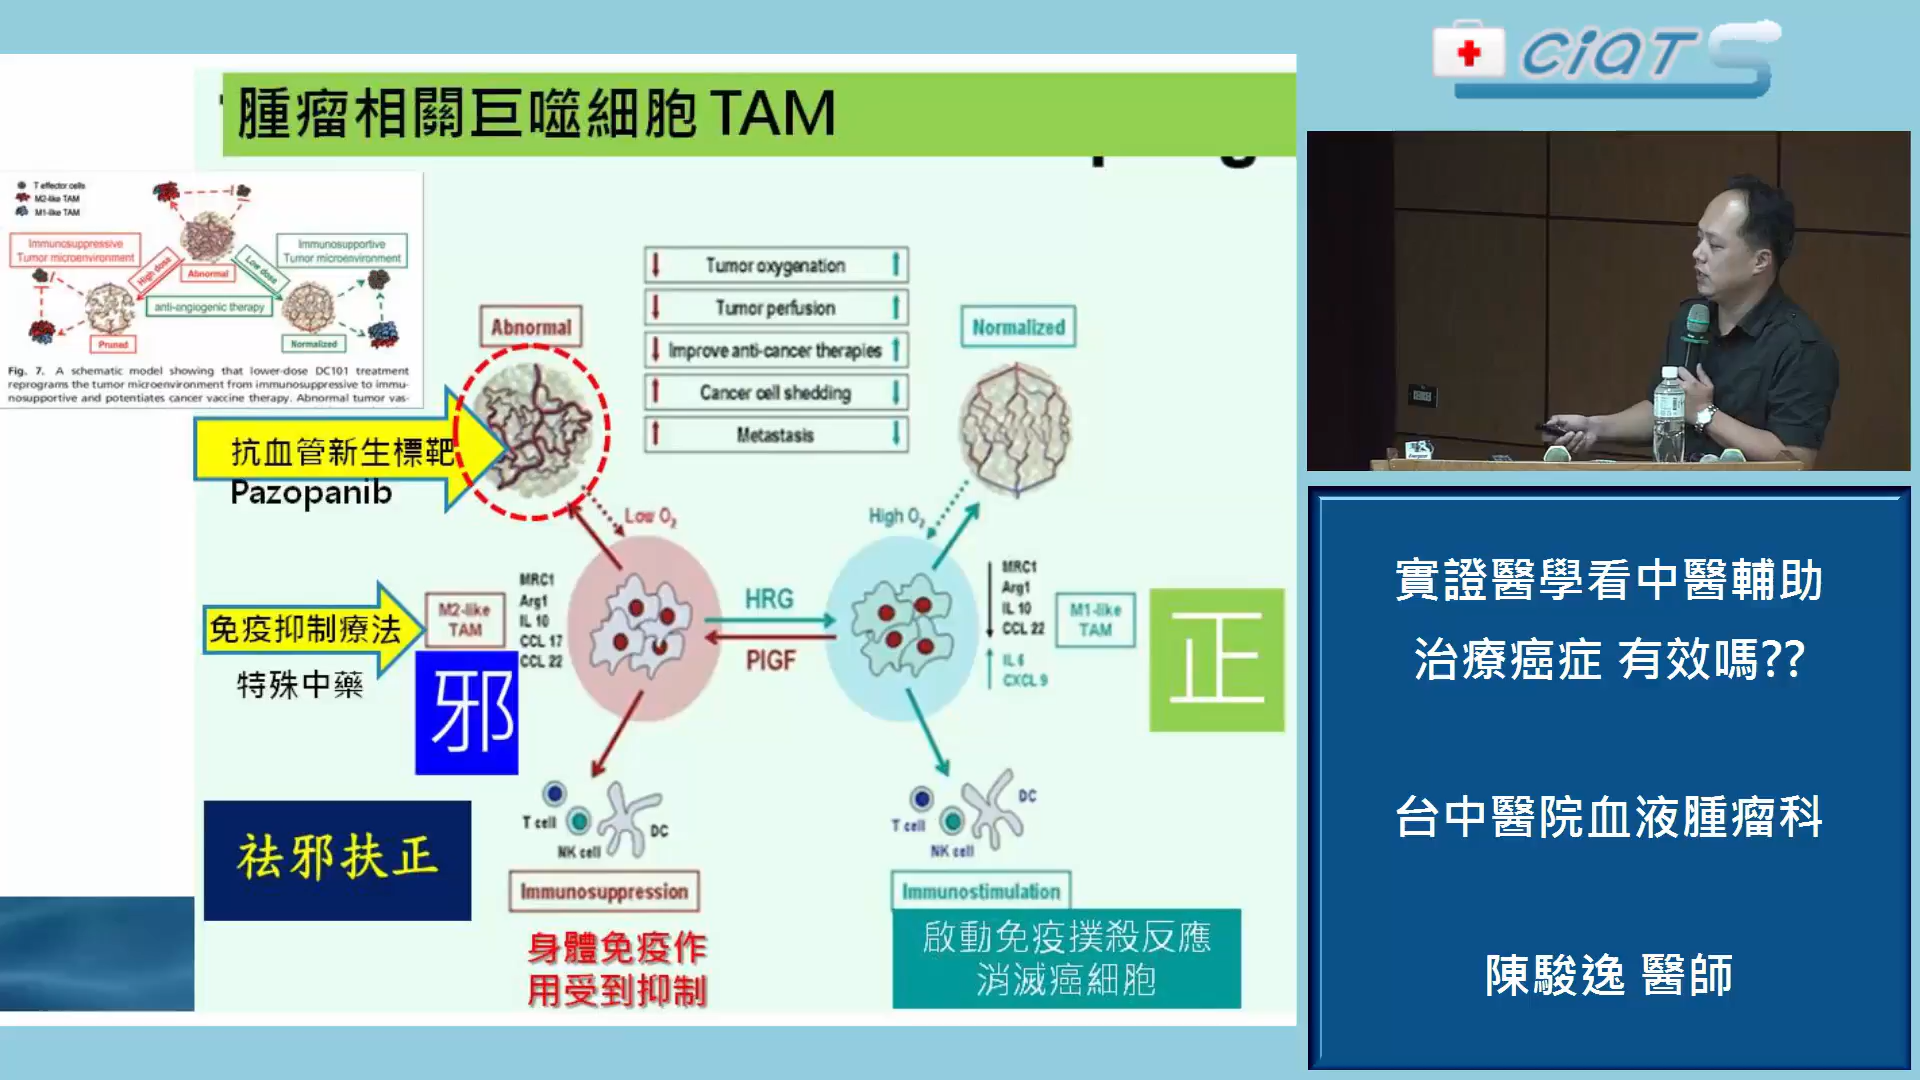 CiATS
腫瘤相關巨噬細胞 TAM
T effector cells
M2-like TAM
M1-like TAM
Immunosuppressive
Tumor microenvironment
Immunosupportive
Tumor microenvironment
High dose
Abnormal
Low dose
anti-angiogenic therapy
Pruned
Normalized
Fig. 7. A schematic model showing that lower-dose DC101 treatment
reprograms the tumor microenvironment from immunosuppressive to immu-
nosupportive and potentiates cancer vaccine therapy. Abnormal tumor vas-
Abnormal
Tumor oxygenation
Tumor perfusion
Improve anti-cancer therapies
Cancer cell shedding
Metastasis
Normalized
抗血管新生標靶
Pazopanib
Low O2
High O2
免疫抑制療法
特殊中藥
M2-like
TAM
邪
MRC1
Arg1
IL 10
CCL 17
CCL 22
HRG
PlGF
MRC1
Arg1
IL 10
CCL 22
IL 6
CXCL 9
M1-like
TAM
正
祛邪扶正
T cell
NK cell
DC
Immunosuppression
身體免疫作
用受到抑制
T cell
NK cell
DC
Immunostimulation
啟動免疫撲殺反應
消滅癌細胞
實證醫學看中醫輔助
治療癌症 有效嗎??
台中醫院血液腫瘤科
陳駿逸 醫師